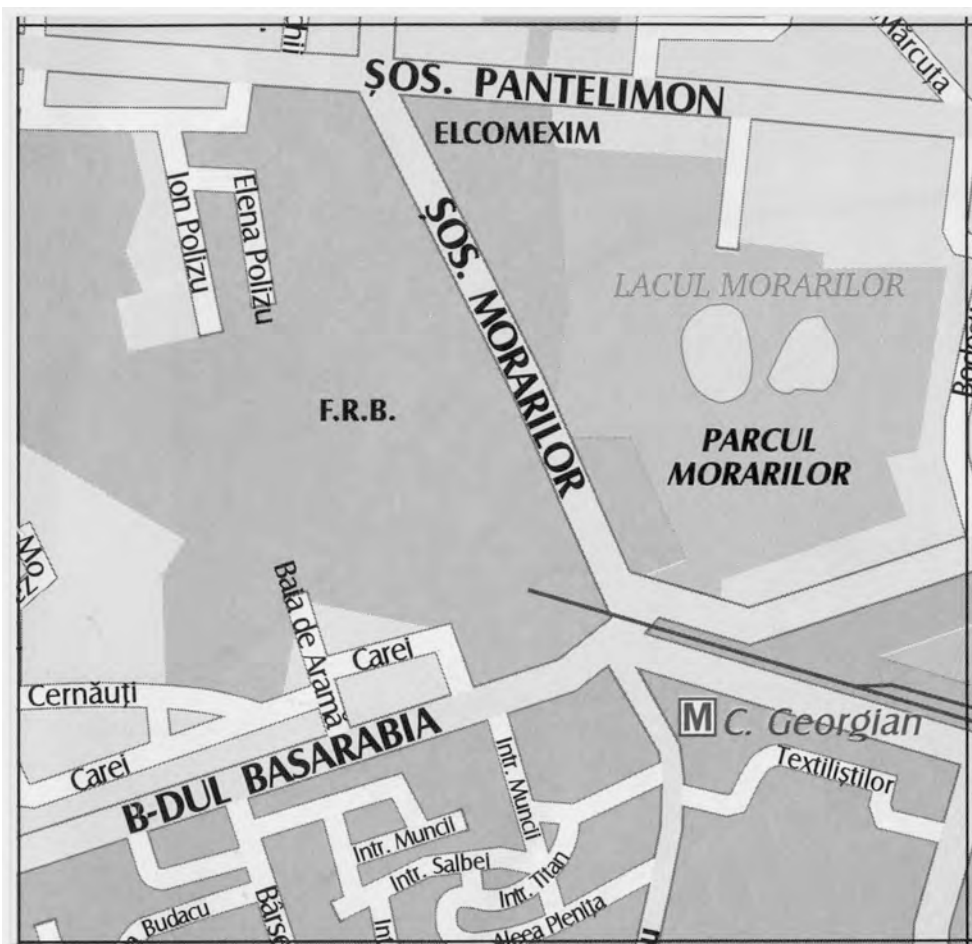 Mărcuța
ȘOS. PANTELIMON
ELCOMEXIM
Ion Polizu
Elena Polizu
ȘOS. MORARILOR
LACUL MORARILOR
F.R.B.
PARCUL
MORARILOR
Baia de Aramă
Carei
Cernăuți
M C. Georgian
Carei
B-DUL BASARABIA
Intr. Muncii
Textiliștilor
Intr. Muncii
Intr. Salbei
Intr. Titan
Aleea Plenița
Budacu